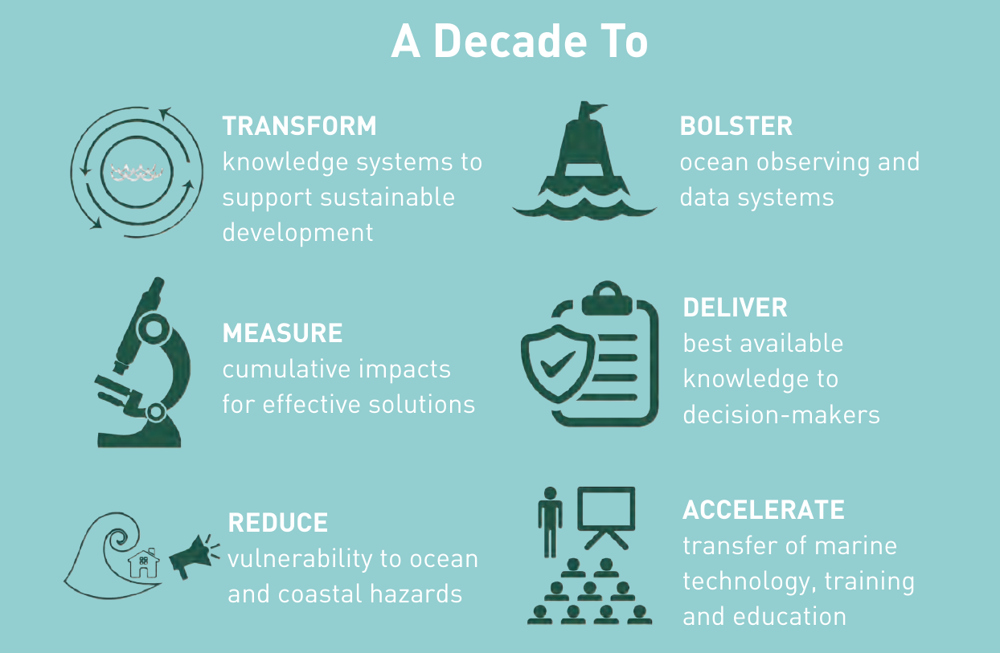 A Decade To
TRANSFORM
knowledge systems to
support sustainable
development
BOLSTER
ocean observing and
data systems
MEASURE
cumulative impacts
for effective solutions
DELIVER
best available
knowledge to
decision-makers
REDUCE
vulnerability to ocean
and coastal hazards
ACCELERATE
transfer of marine
technology, training
and education